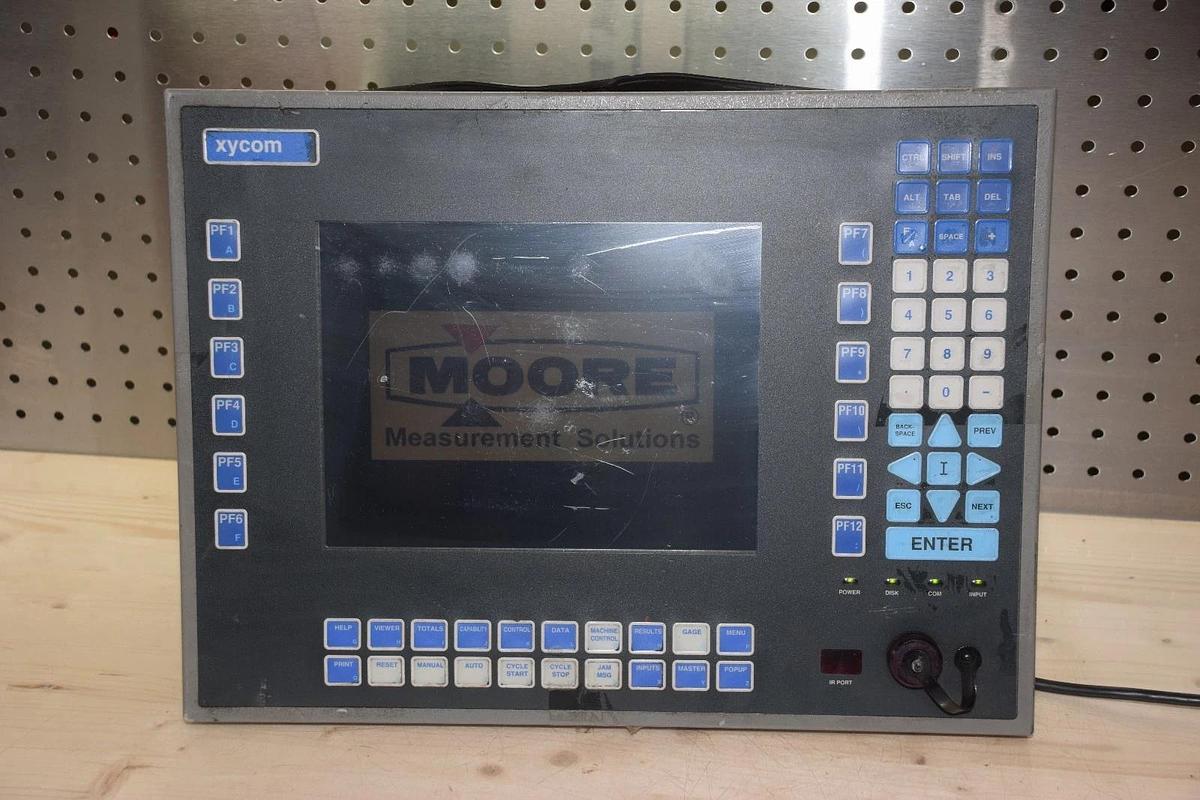 xycom
CTRL SHIFT INS
ALT TAB DEL
SPACE +
PF1 A
PF2 B
PF3 C
PF4 D
PF5 E
PF6 F
MOORE
®
Measurement Solutions
PF7 (
PF8 )
PF9 *
PF10
PF11 /
PF12 :
1 2 3
4 5 6
7 8 9
. 0 -
BACK-
SPACE
PREV
I
ESC NEXT
ENTER
POWER DISK COM INPUT
HELP G
VIEWER H
TOTALS
CAPABILITY
CONTROL K
DATA L
MACHINE
CONTROL
RESULTS
GAGE
MENU P
PRINT Q
RESET
MANUAL
AUTO
CYCLE
START
CYCLE
STOP
JAM
MSG
INPUTS X
MASTER Y
POPUP Z
IR PORT